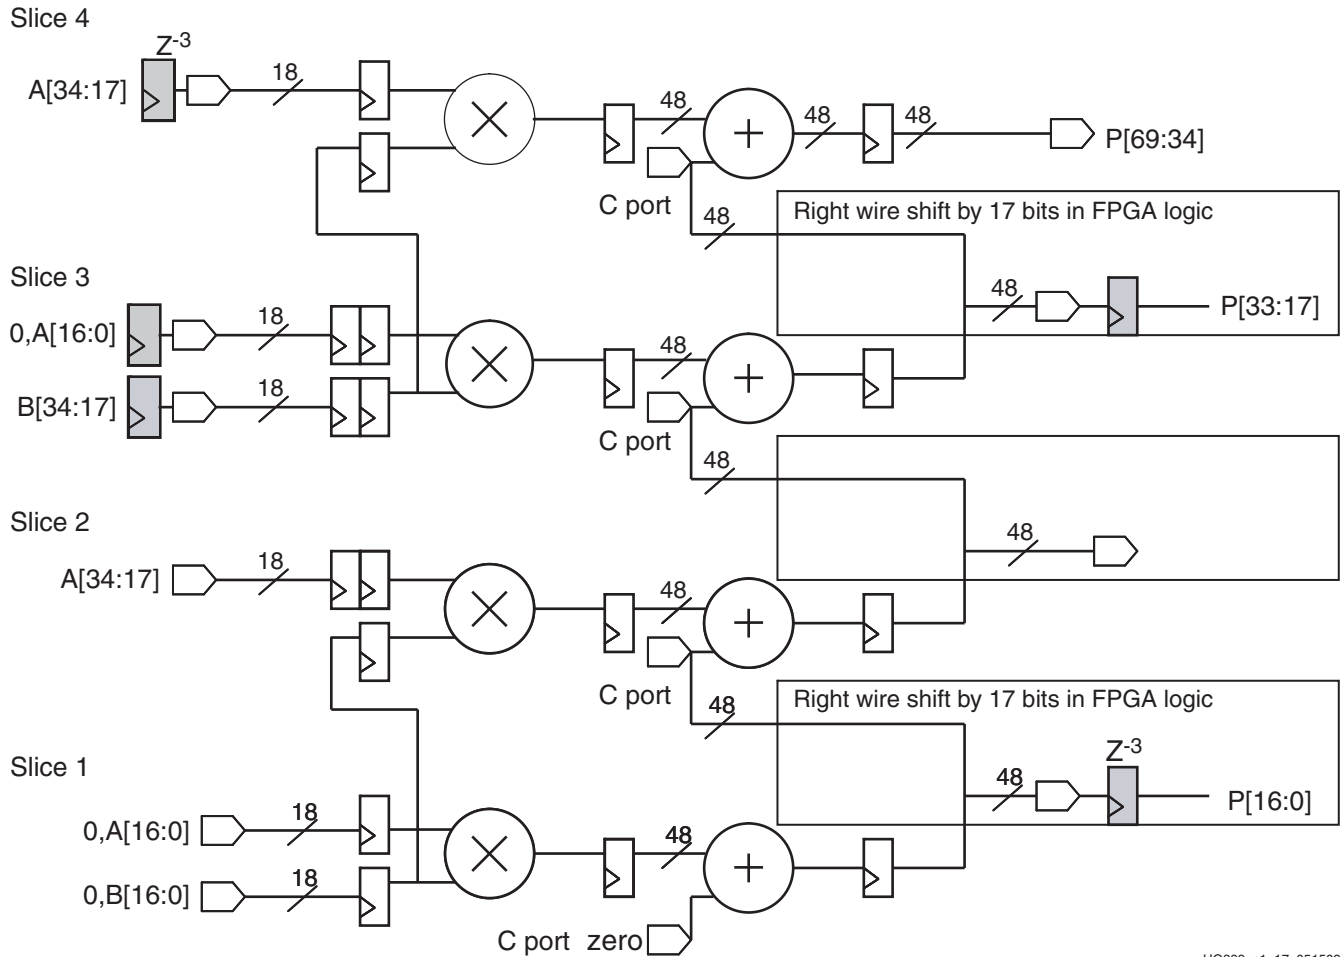 Slice 4
Z-3
A[34:17]
18
48
48
48
P[69:34]
C port
48
Right wire shift by 17 bits in FPGA logic
Slice 3
0,A[16:0]
18
48
48
P[33:17]
B[34:17]
18
C port
48
Slice 2
A[34:17]
18
48
48
C port
48
Right wire shift by 17 bits in FPGA logic
Slice 1
Z-3
0,A[16:0]
18
48
48
P[16:0]
0,B[16:0]
18
C port zero